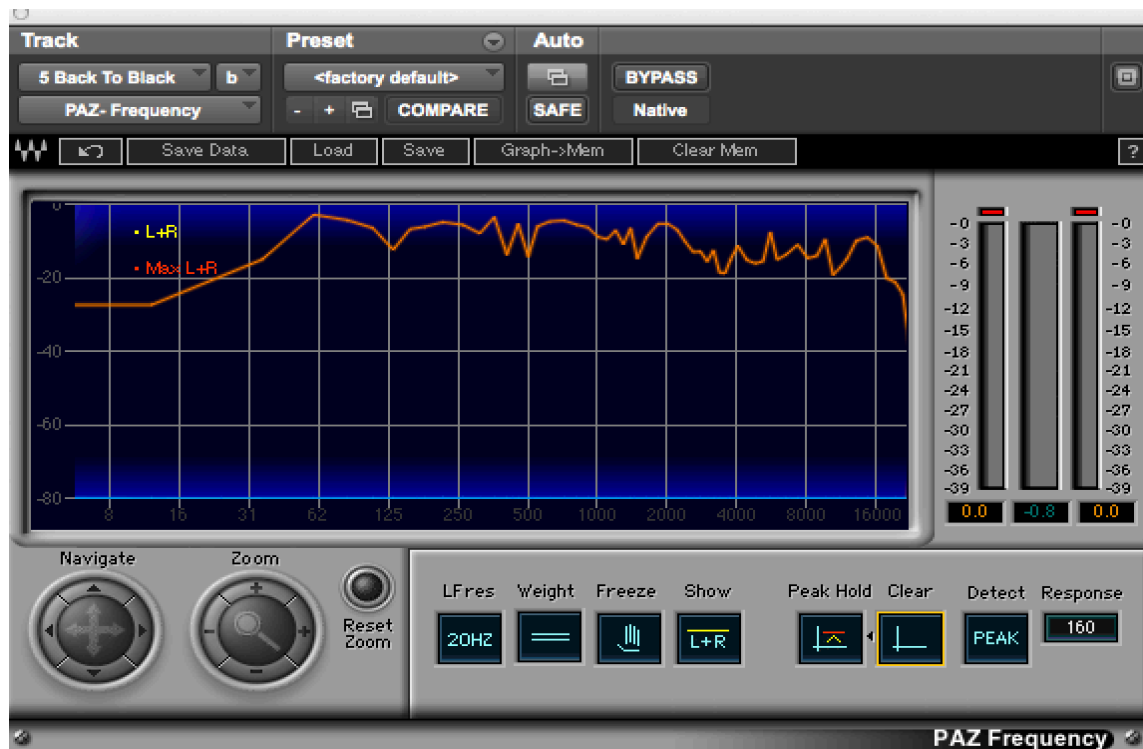 Track Preset Auto
5 Back To Black b <factory default> BYPASS
PAZ- Frequency - + COMPARE SAFE Native
Save Data Load Save Graph->Mem Clear Mem ?
0
• L+R
• Max L+R
-20
-40
-60
-80
8 16 31 62 125 250 500 1000 2000 4000 8000 16000
-0 -0
-3 -3
-6 -6
-9 -9
-12 -12
-15 -15
-18 -18
-21 -21
-24 -24
-27 -27
-30 -30
-33 -33
-36 -36
-39 -39
0.0 -0.8 0.0
Navigate Zoom
Reset
Zoom
LFres Weight Freeze Show Peak Hold Clear Detect Response
20HZ L+R PEAK 160
PAZ Frequency